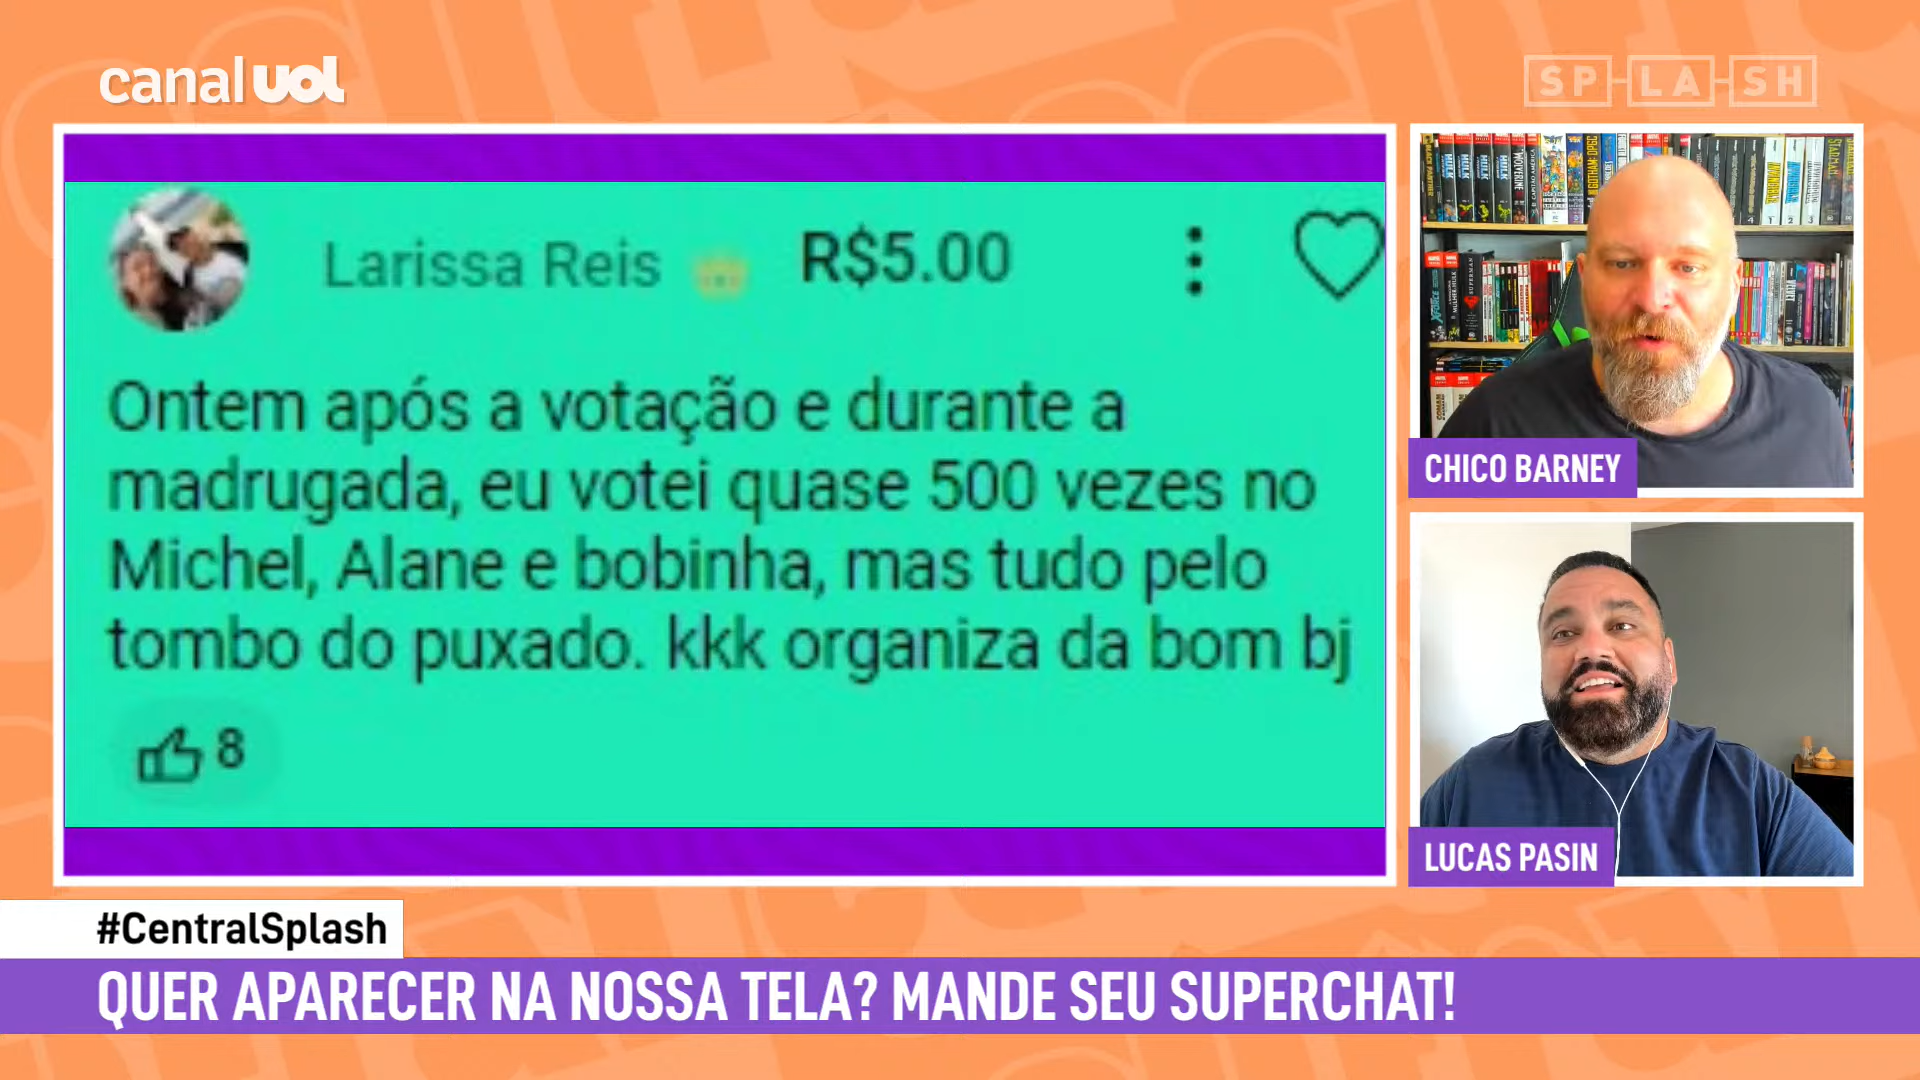 canal uol
SPLASH
Larissa Reis R$5.00
Ontem após a votação e durante a
madrugada, eu votei quase 500 vezes no
Michel, Alane e bobinha, mas tudo pelo
tombo do puxado. kkk organiza da bom bj
8
CHICO BARNEY
LUCAS PASIN
#CentralSplash
QUER APARECER NA NOSSA TELA? MANDE SEU SUPERCHAT!